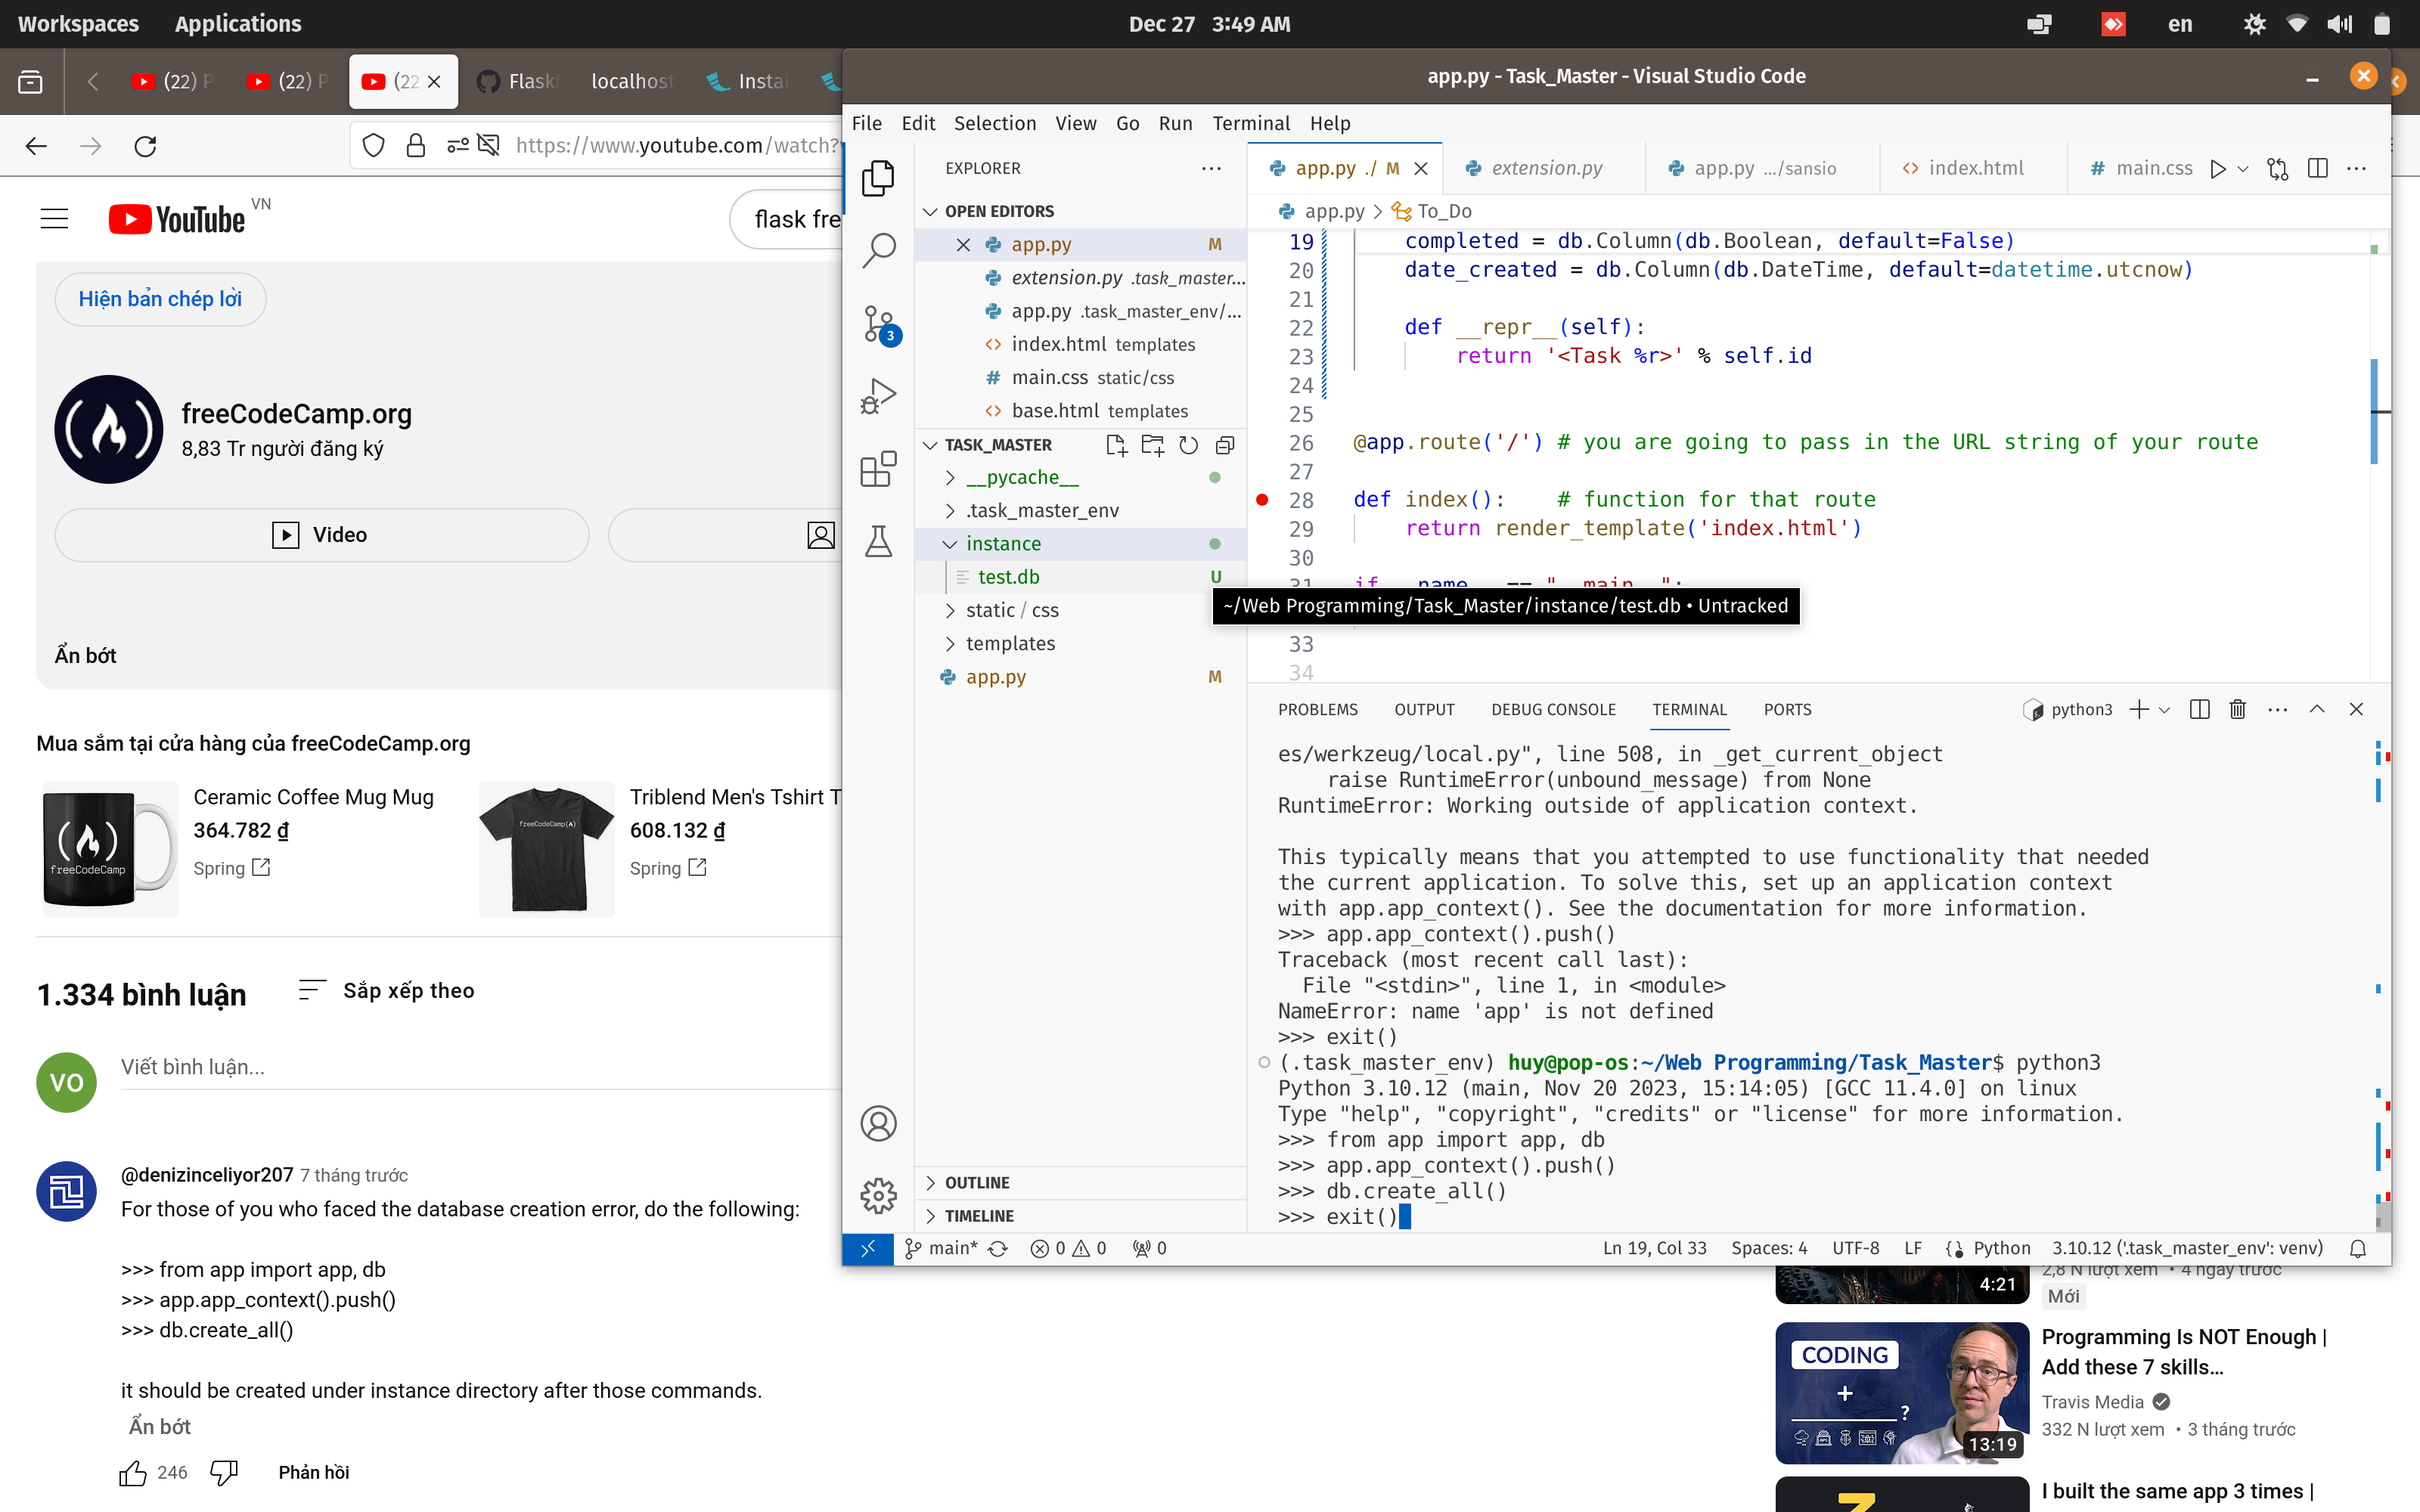 Workspaces Applications Dec 27 3:49 AM en
(22) P (22) P (22 Flask localhost Instal
https://www.youtube.com/watch?
YouTube VN
flask fre
Hiện bản chép lời
freeCodeCamp.org
8,83 Tr người đăng ký
Video
Ẩn bớt
Mua sắm tại cửa hàng của freeCodeCamp.org
freeCodeCamp
Ceramic Coffee Mug Mug
364.782 ₫
Spring
freeCodeCamp(🔥)
Triblend Men's Tshirt T
608.132 ₫
Spring
1.334 bình luận Sắp xếp theo
VO
Viết bình luận...
@denizinceliyor207 7 tháng trước
For those of you who faced the database creation error, do the following:
>>> from app import app, db
>>> app.app_context().push()
>>> db.create_all()
it should be created under instance directory after those commands.
Ẩn bớt
246 Phản hồi
app.py - Task_Master - Visual Studio Code
File Edit Selection View Go Run Terminal Help
EXPLORER
OPEN EDITORS
app.py M
extension.py .task_master...
app.py .task_master_env/...
index.html templates
main.css static/css
base.html templates
TASK_MASTER
__pycache__
.task_master_env
instance
test.db U
static / css
templates
app.py M
OUTLINE
TIMELINE
3
app.py ./ M extension.py app.py .../sansio index.html main.css
app.py > To_Do
19 completed = db.Column(db.Boolean, default=False)
20 date_created = db.Column(db.DateTime, default=datetime.utcnow)
21
22 def __repr__(self):
23 return '<Task %r>' % self.id
24
25
26 @app.route('/') # you are going to pass in the URL string of your route
27
28 def index(): # function for that route
29 return render_template('index.html')
30
31 if __name__ == "__main__":
~/Web Programming/Task_Master/instance/test.db • Untracked
33
34
PROBLEMS OUTPUT DEBUG CONSOLE TERMINAL PORTS python3
es/werkzeug/local.py", line 508, in _get_current_object
raise RuntimeError(unbound_message) from None
RuntimeError: Working outside of application context.
This typically means that you attempted to use functionality that needed
the current application. To solve this, set up an application context
with app.app_context(). See the documentation for more information.
>>> app.app_context().push()
Traceback (most recent call last):
File "<stdin>", line 1, in <module>
NameError: name 'app' is not defined
>>> exit()
(.task_master_env) huy@pop-os:~/Web Programming/Task_Master$ python3
Python 3.10.12 (main, Nov 20 2023, 15:14:05) [GCC 11.4.0] on linux
Type "help", "copyright", "credits" or "license" for more information.
>>> from app import app, db
>>> app.app_context().push()
>>> db.create_all()
>>> exit()
main* 0 0 0 Ln 19, Col 33 Spaces: 4 UTF-8 LF Python 3.10.12 ('.task_master_env': venv)
4:21
2,8 N lượt xem • 4 ngày trước
Mới
CODING
+
?
13:19
Programming Is NOT Enough |
Add these 7 skills...
Travis Media
332 N lượt xem • 3 tháng trước
I built the same app 3 times |